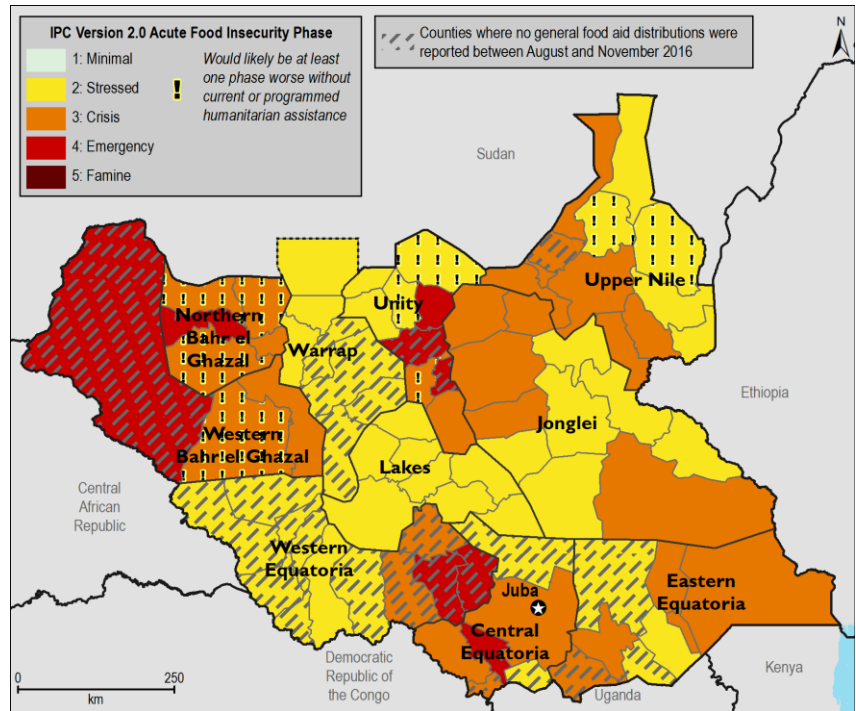 IPC Version 2.0 Acute Food Insecurity Phase
1: Minimal
2: Stressed
3: Crisis
4: Emergency
5: Famine
!
Would likely be at least
one phase worse without
current or programmed
humanitarian assistance
Counties where no general food aid distributions were
reported between August and November 2016
N
Sudan
Upper Nile
Unity
Northern
Bahr el
Ghazal
Warrap
Ethiopia
Jonglei
Western
Bahr el Ghazal
Lakes
Central
African
Republic
Western
Equatoria
Juba
Eastern
Equatoria
Central
Equatoria
Democratic
Republic of
the Congo
Uganda
Kenya
0 250
km